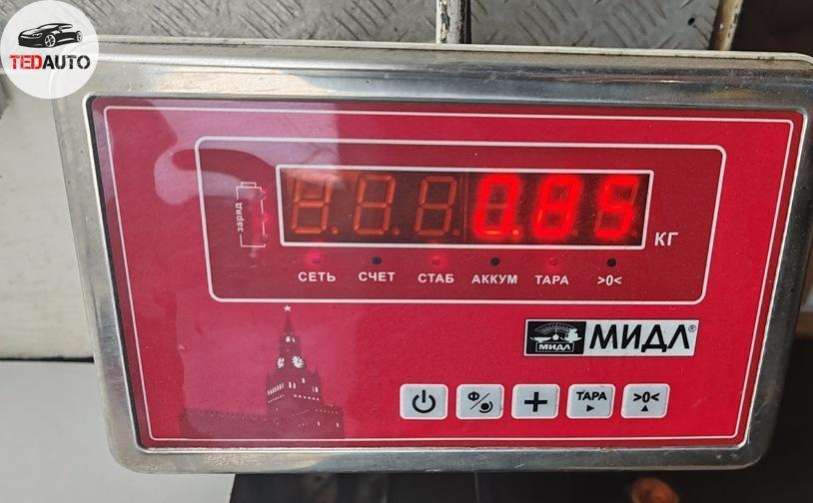 TEDAUTO
заряд
0.85
КГ
СЕТЬ СЧЕТ СТАБ АККУМ ТАРА >0<
МИДЛ МИДЛ®
Ф
+ ТАРА >0<